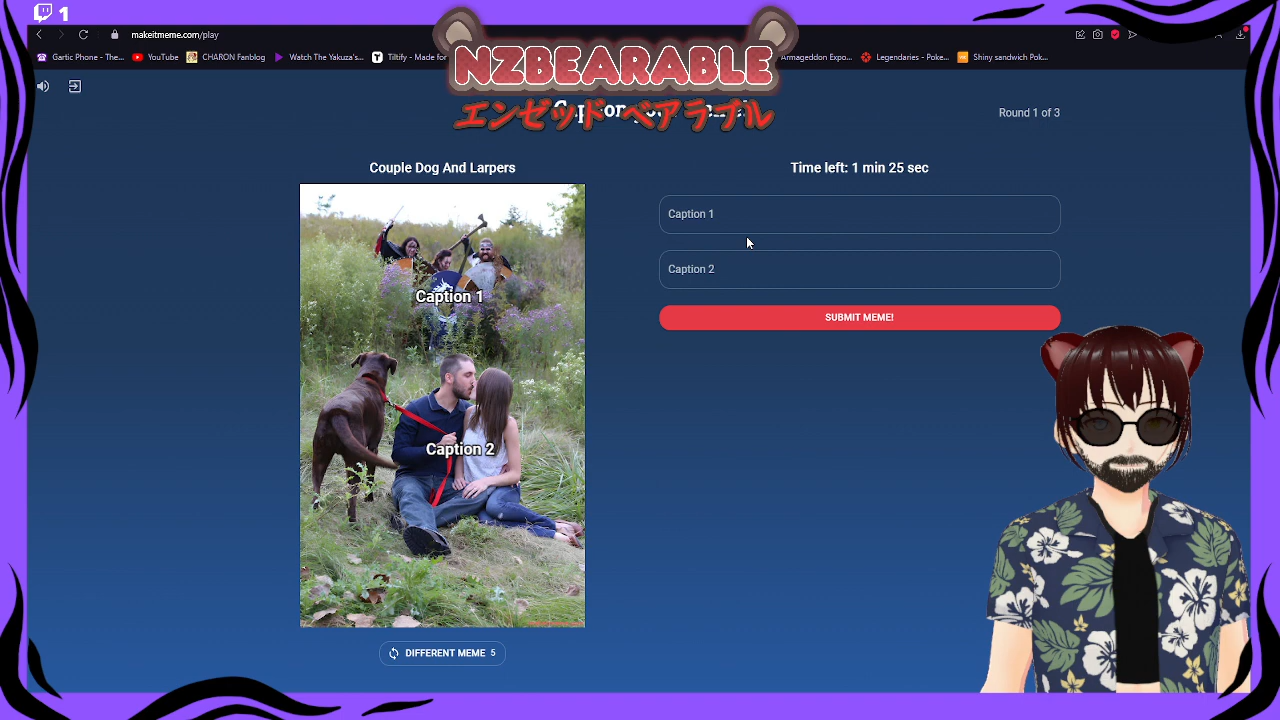 1
makeitmeme.com/play
Gartic Phone - The...
YouTube
CHARON Fanblog
Watch The Yakuza's...
Tiltify - Made for
Armageddon Expo...
Legendaries - Poke...
Shiny sandwich Pok...
NZBEARABLE
エンゼッド ベアラブル
Round 1 of 3
Couple Dog And Larpers
Time left: 1 min 25 sec
Caption 1
Caption 2
SUBMIT MEME!
Caption 1
Caption 2
DIFFERENT MEME 5